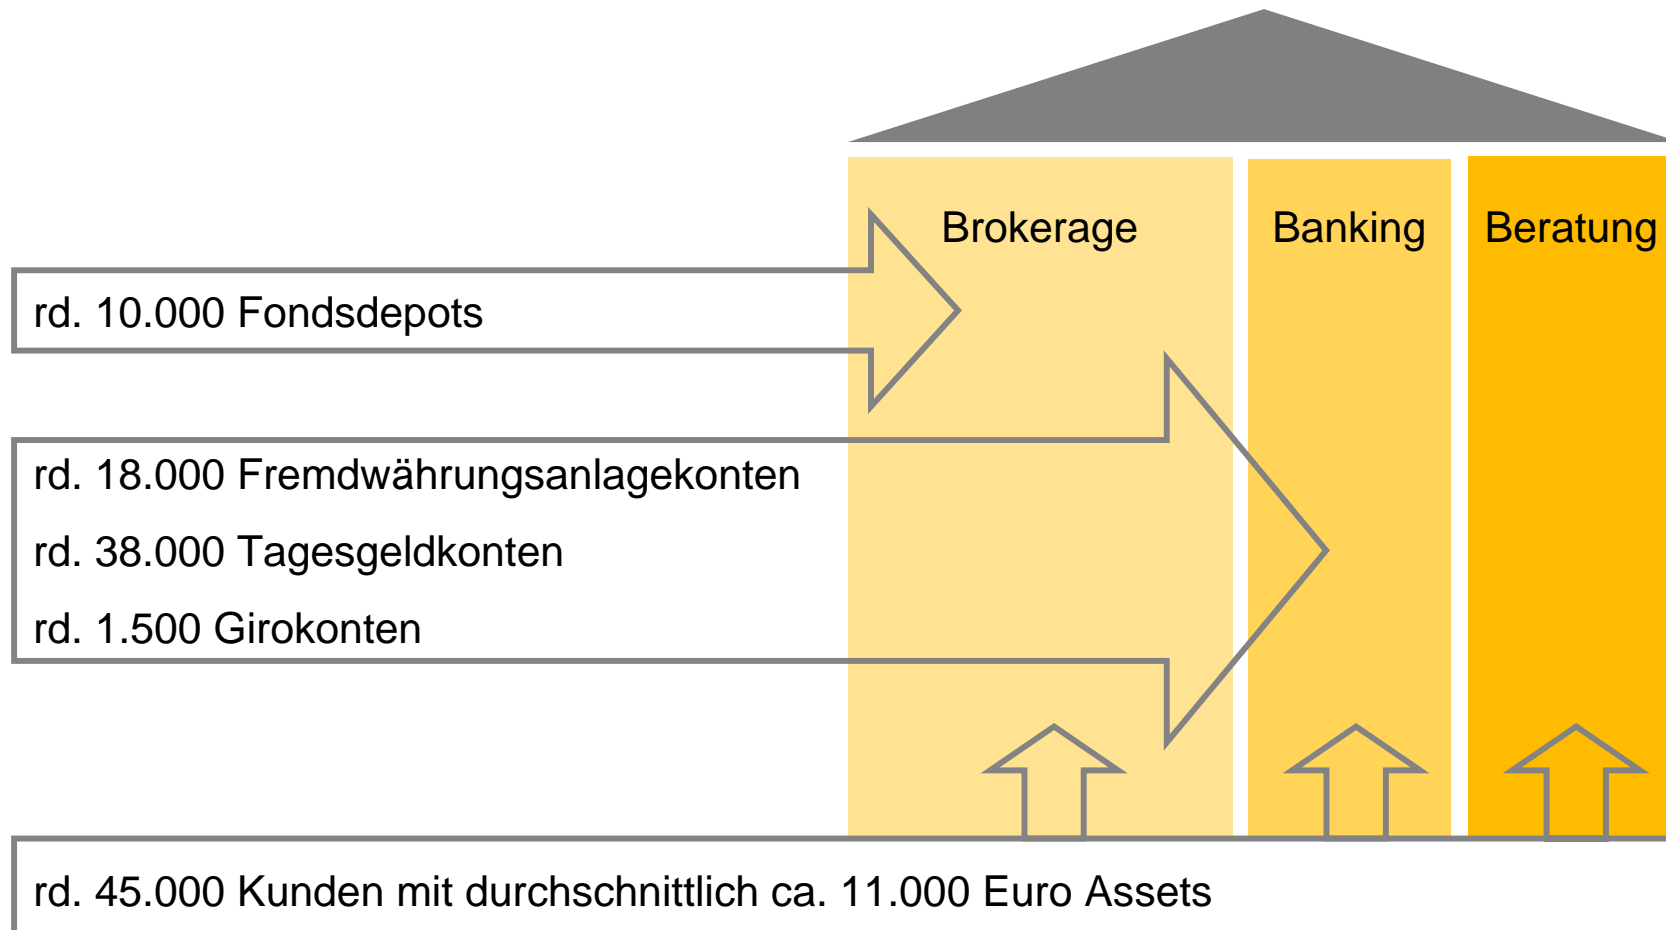 Brokerage
Banking
Beratung
rd. 10.000 Fondsdepots
rd. 18.000 Fremdwährungsanlagekonten
rd. 38.000 Tagesgeldkonten
rd. 1.500 Girokonten
rd. 45.000 Kunden mit durchschnittlich ca. 11.000 Euro Assets